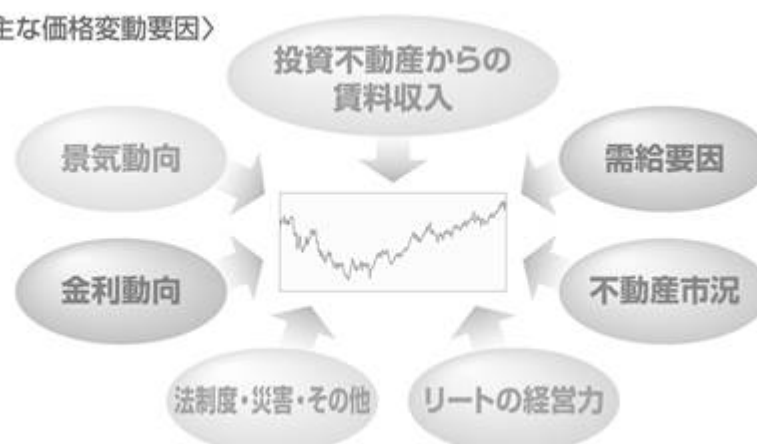 主な価格変動要因〉
投資不動産からの
賃料収入
景気動向
需給要因
金利動向
不動産市況
法制度・災害・その他
リートの経営力